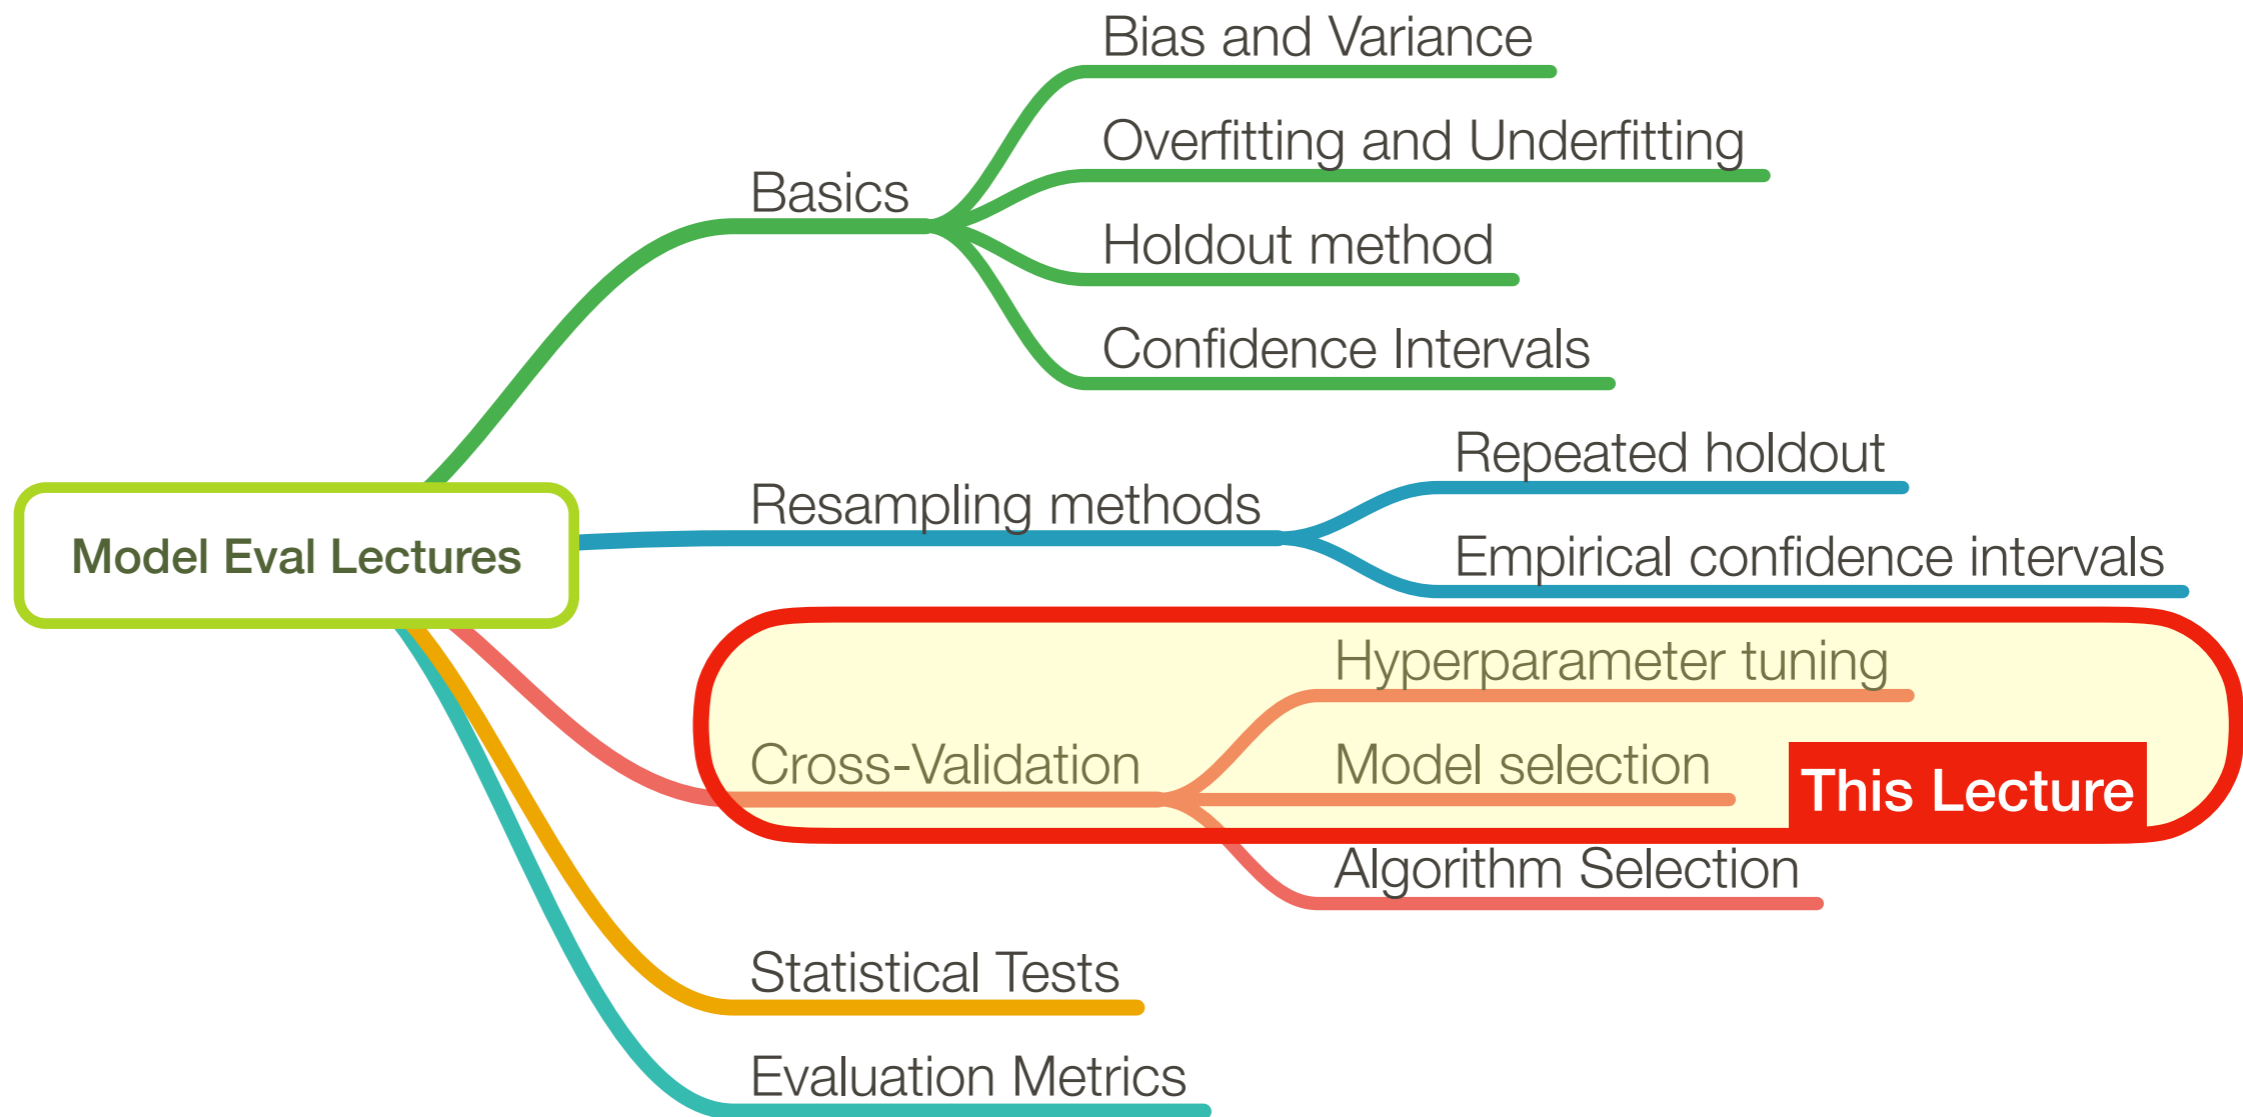 Bias and Variance
Overfitting and Underfitting
Basics
Holdout method
Confidence Intervals
Repeated holdout
Resampling methods
Model Eval Lectures
Empirical confidence intervals
Hyperparameter tuning
Cross-Validation
Model selection
This Lecture
Algorithm Selection
Statistical Tests
Evaluation Metrics